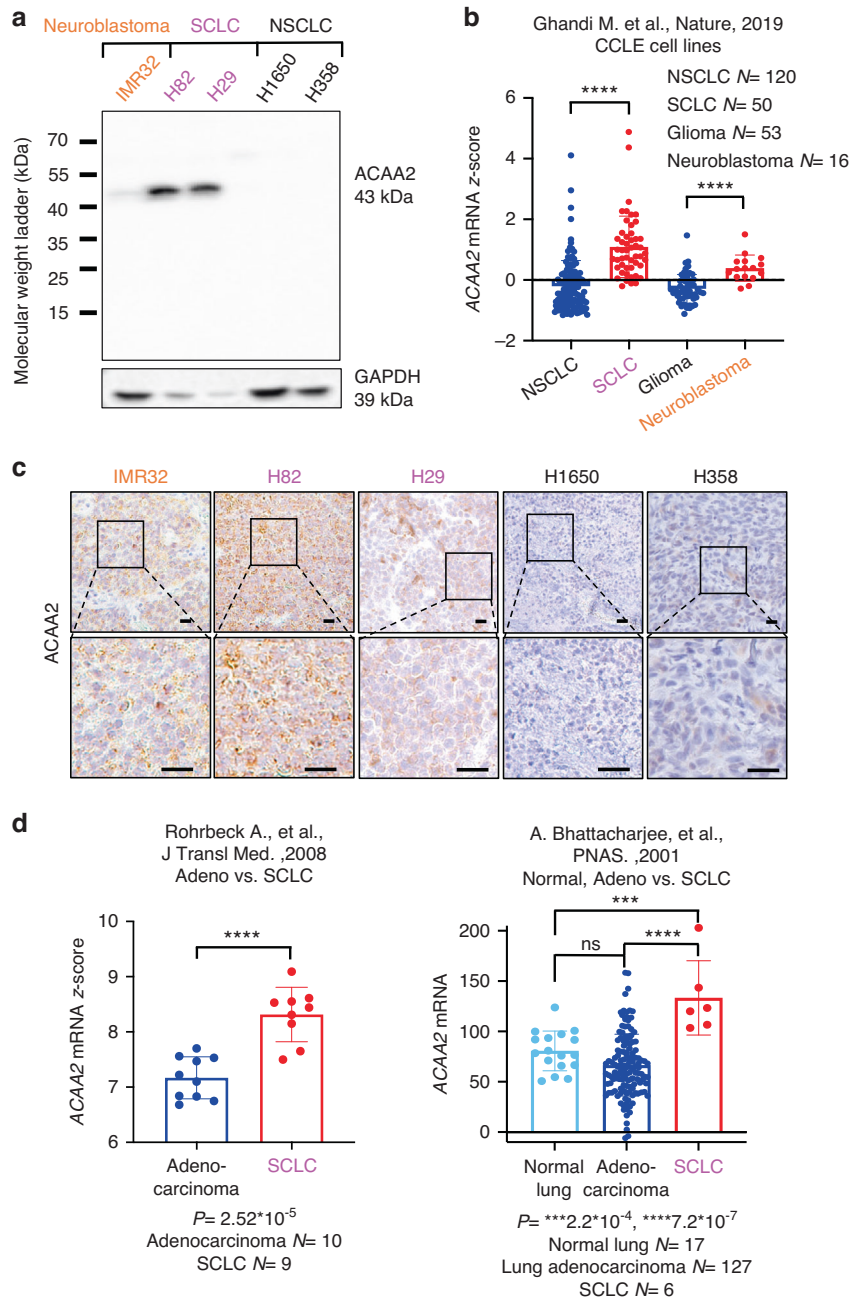 a
Neuroblastoma SCLC NSCLC
IMR32 H82 H29 H1650 H358
Molecular weight ladder (kDa)
70
55
40
35
25
15
ACAA2
43 kDa
GAPDH
39 kDa
b
Ghandi M. et al., Nature, 2019
CCLE cell lines
NSCLC N= 120
SCLC N= 50
Glioma N= 53
Neuroblastoma N= 16
****
****
ACAA2 mRNA z-score
6
4
2
0
−2
NSCLC SCLC Glioma Neuroblastoma
c
IMR32 H82 H29 H1650 H358
ACAA2
d
Rohrbeck A., et al.,
J Transl Med. ,2008
Adeno vs. SCLC
****
ACAA2 mRNA z-score
10
9
8
7
6
Adeno-
carcinoma
SCLC
P= 2.52*10-5
Adenocarcinoma N= 10
SCLC N= 9
A. Bhattacharjee, et al.,
PNAS. ,2001
Normal, Adeno vs. SCLC
***
ns ****
ACAA2 mRNA
200
150
100
50
0
Normal
lung
Adeno-
carcinoma
SCLC
P= ***2.2*10-4, ****7.2*10-7
Normal lung N= 17
Lung adenocarcinoma N= 127
SCLC N= 6